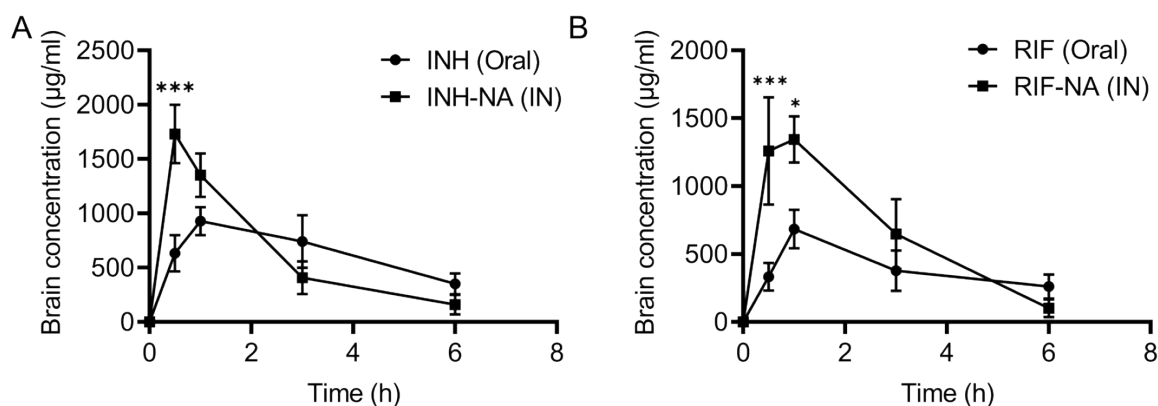 A
Brain concentration (µg/ml)
2500
2000
1500
1000
500
0
0
2
4
6
8
Time (h)
***
INH (Oral)
INH-NA (IN)
B
Brain concentration (µg/ml)
2000
1500
1000
500
0
0
2
4
6
8
Time (h)
***
*
RIF (Oral)
RIF-NA (IN)